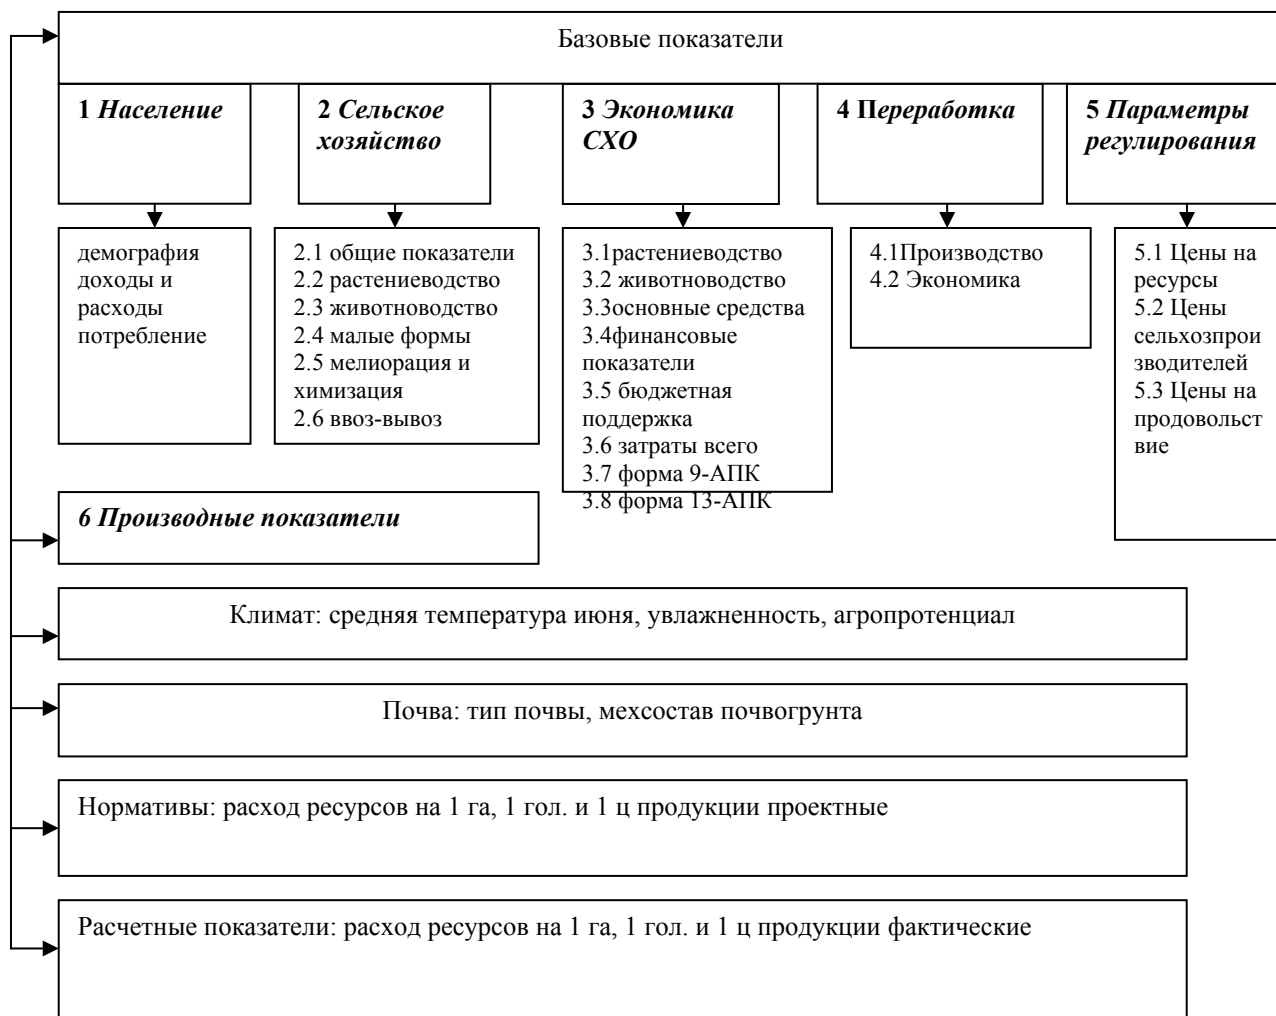 Базовые показатели
1 Население
2 Сельское
хозяйство
3 Экономика
СХО
4 Переработка
5 Параметры
регулирования
демография
доходы и
расходы
потребление
2.1 общие показатели
2.2 растениеводство
2.3 животноводство
2.4 малые формы
2.5 мелиорация и
химизация
2.6 ввоз-вывоз
3.1растениеводство
3.2 животноводство
3.3основные средства
3.4финансовые
показатели
3.5 бюджетная
поддержка
3.6 затраты всего
3.7 форма 9-АПК
3.8 форма 13-АПК
4.1Производство
4.2 Экономика
5.1 Цены на
ресурсы
5.2 Цены
сельхозпрои
зводителей
5.3 Цены на
продовольст
вие
6 Производные показатели
Климат: средняя температура июня, увлажненность, агропротенциал
Почва: тип почвы, мехсостав почвогрунта
Нормативы: расход ресурсов на 1 га, 1 гол. и 1 ц продукции проектные
Расчетные показатели: расход ресурсов на 1 га, 1 гол. и 1 ц продукции фактические